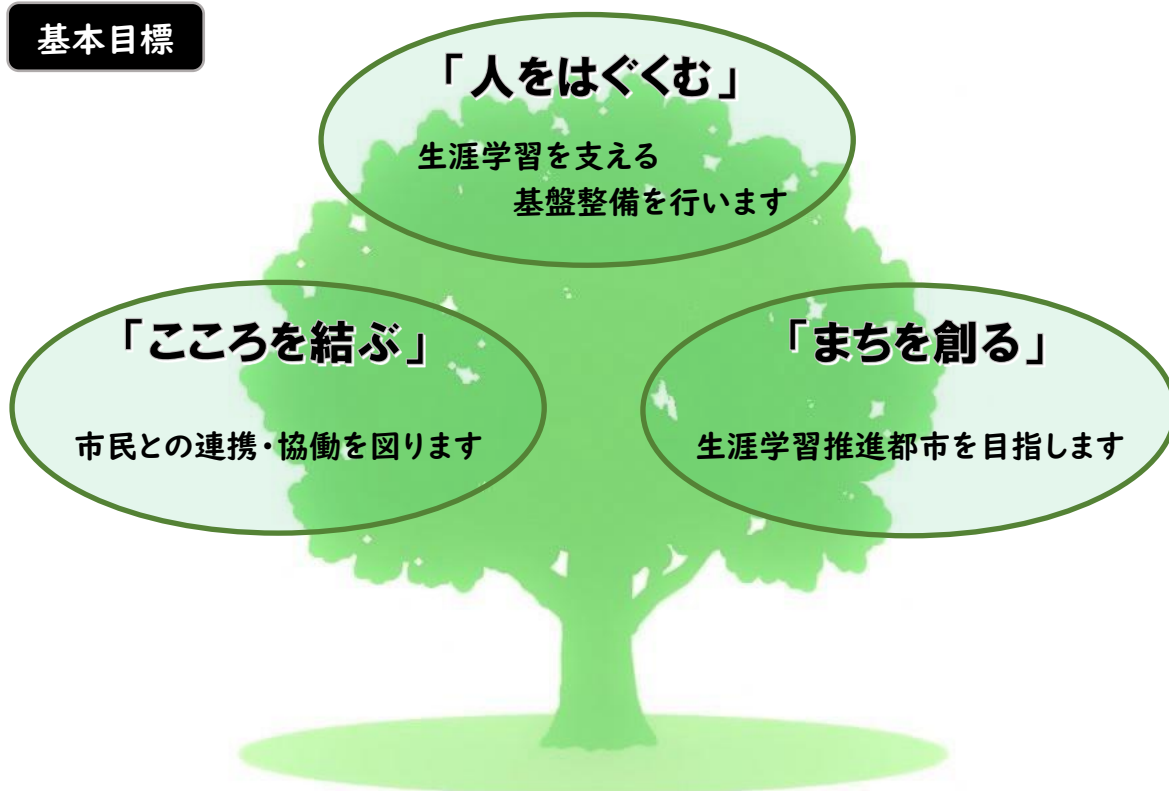 基本目標
「人をはぐくむ」
生涯学習を支える
基盤整備を行います
「こころを結ぶ」
市民との連携・協働を図ります
「まちを創る」
生涯学習推進都市を目指します